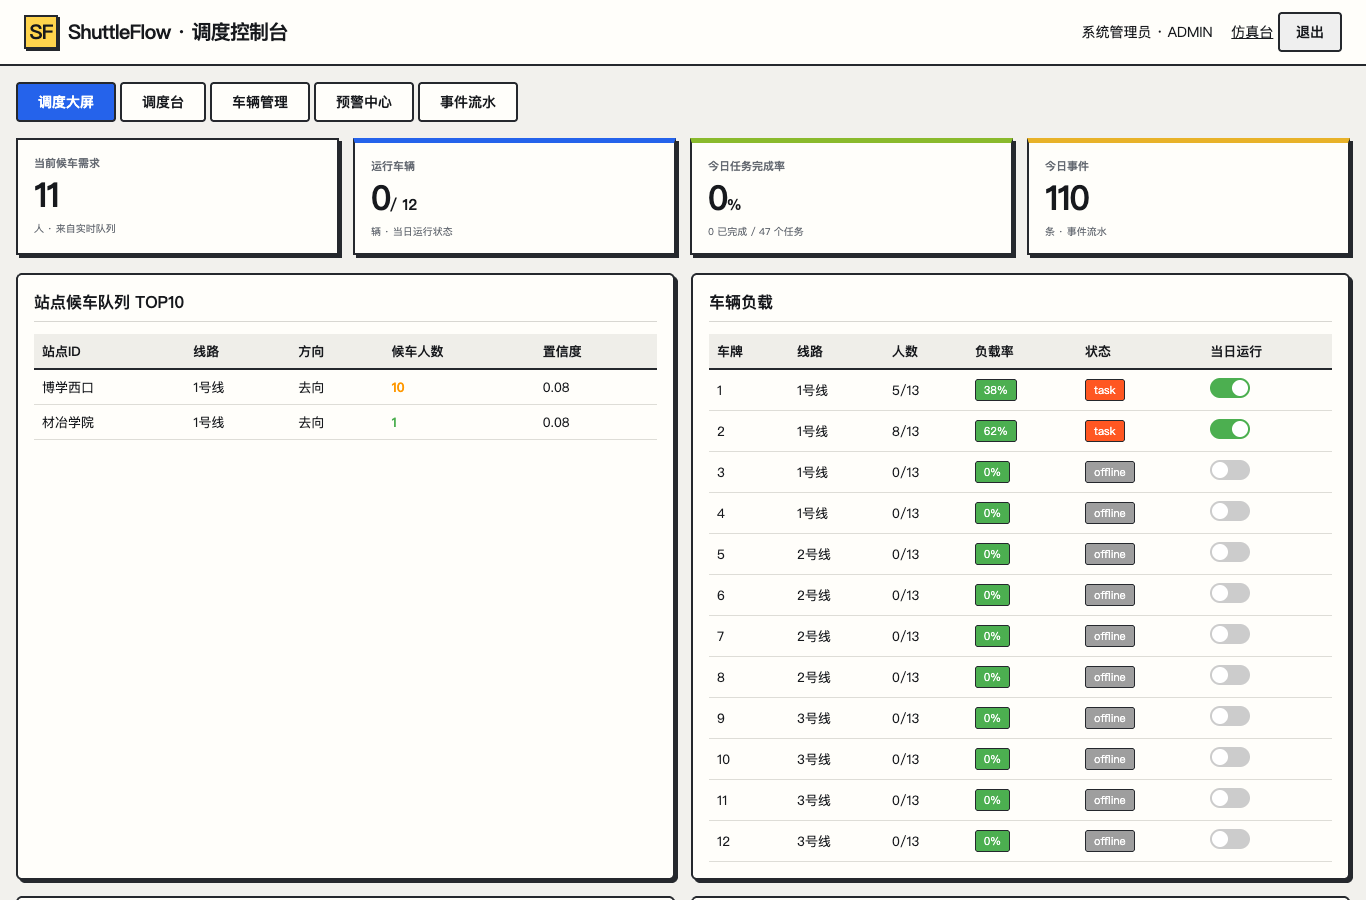 SF ShuttleFlow · 调度控制台 系统管理员 · ADMIN 仿真台 退出
调度大屏 调度台 车辆管理 预警中心 事件流水
当前候车需求
11
人 · 来自实时队列
运行车辆
0/ 12
辆 · 当日运行状态
今日任务完成率
0%
0 已完成 / 47 个任务
今日事件
110
条 · 事件流水
站点候车队列 TOP10
站点ID 线路 方向 候车人数 置信度
博学西口 1号线 去向 10 0.08
材冶学院 1号线 去向 1 0.08
车辆负载
车牌 线路 人数 负载率 状态 当日运行
1 1号线 5/13 38% task
2 1号线 8/13 62% task
3 1号线 0/13 0% offline
4 1号线 0/13 0% offline
5 2号线 0/13 0% offline
6 2号线 0/13 0% offline
7 2号线 0/13 0% offline
8 2号线 0/13 0% offline
9 3号线 0/13 0% offline
10 3号线 0/13 0% offline
11 3号线 0/13 0% offline
12 3号线 0/13 0% offline